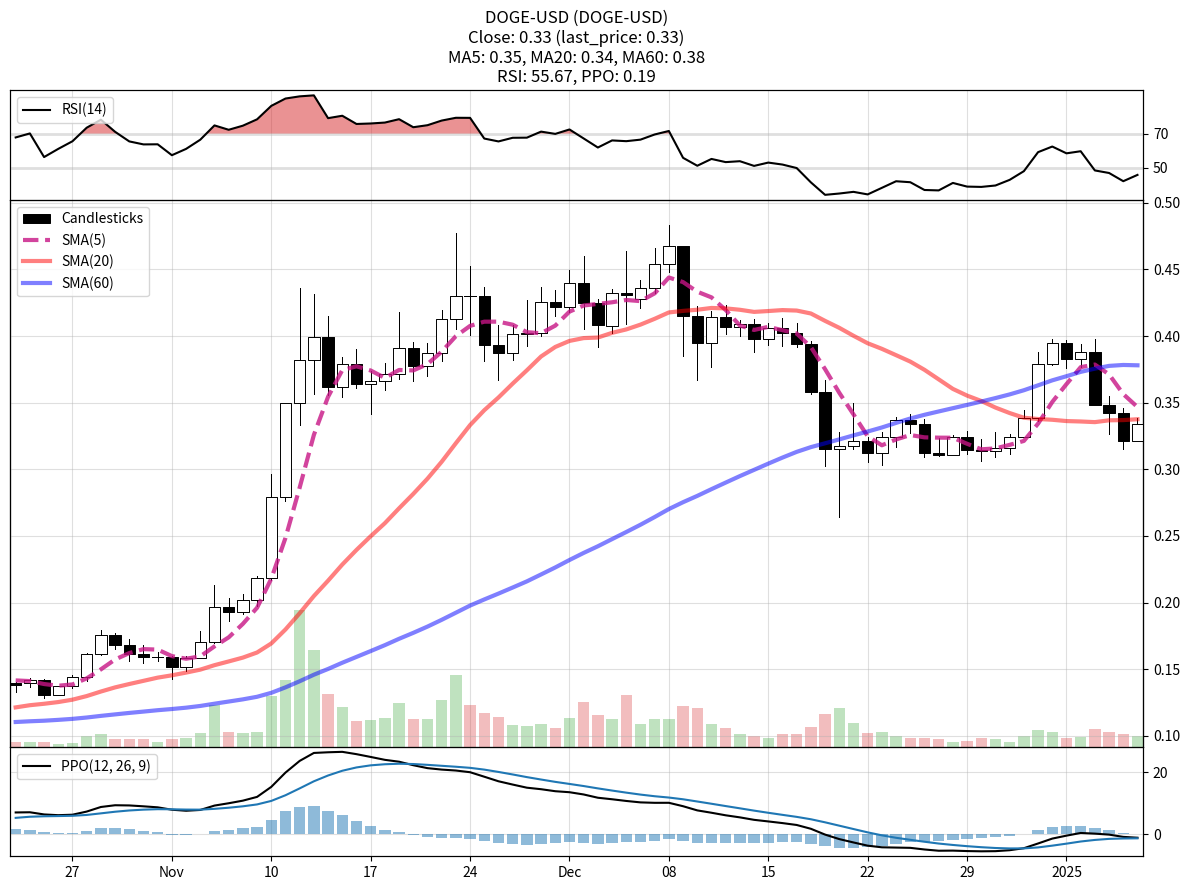 DOGE-USD (DOGE-USD)
Close: 0.33 (last_price: 0.33)
MA5: 0.35, MA20: 0.34, MA60: 0.38
RSI: 55.67, PPO: 0.19
RSI(14)
70
50
Candlesticks
SMA(5)
SMA(20)
SMA(60)
0.50
0.45
0.40
0.35
0.30
0.25
0.20
0.15
0.10
PPO(12, 26, 9)
20
0
27 Nov 10 17 24 Dec 08 15 22 29 2025